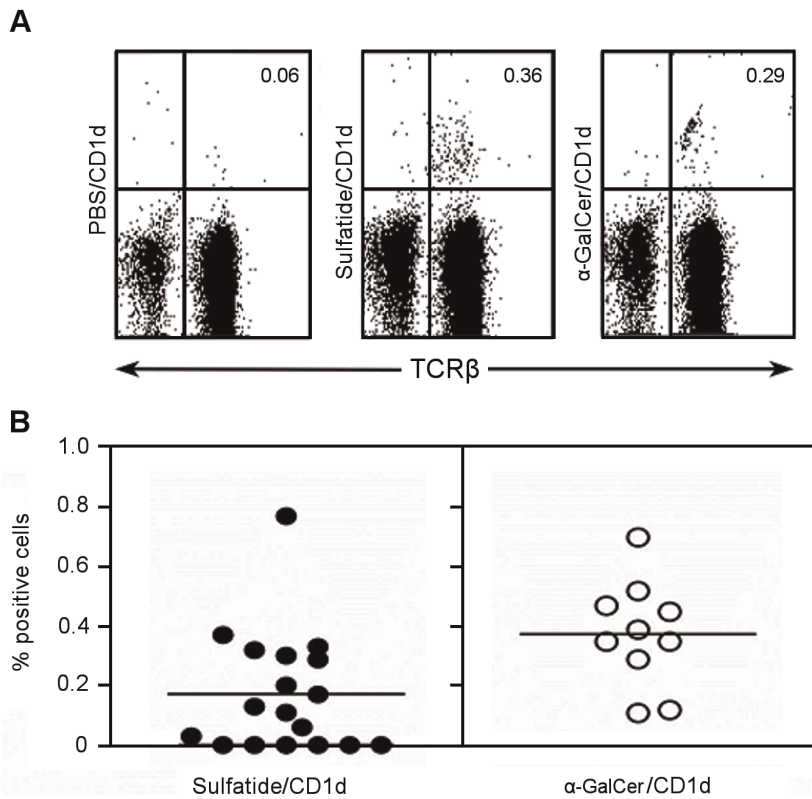 A
PBS/CD1d
0.06
Sulfatide/CD1d
0.36
α-GalCer/CD1d
0.29
TCRβ
B
% positive cells
1.0
0.8
0.6
0.4
0.2
0
Sulfatide/CD1d
α-GalCer/CD1d